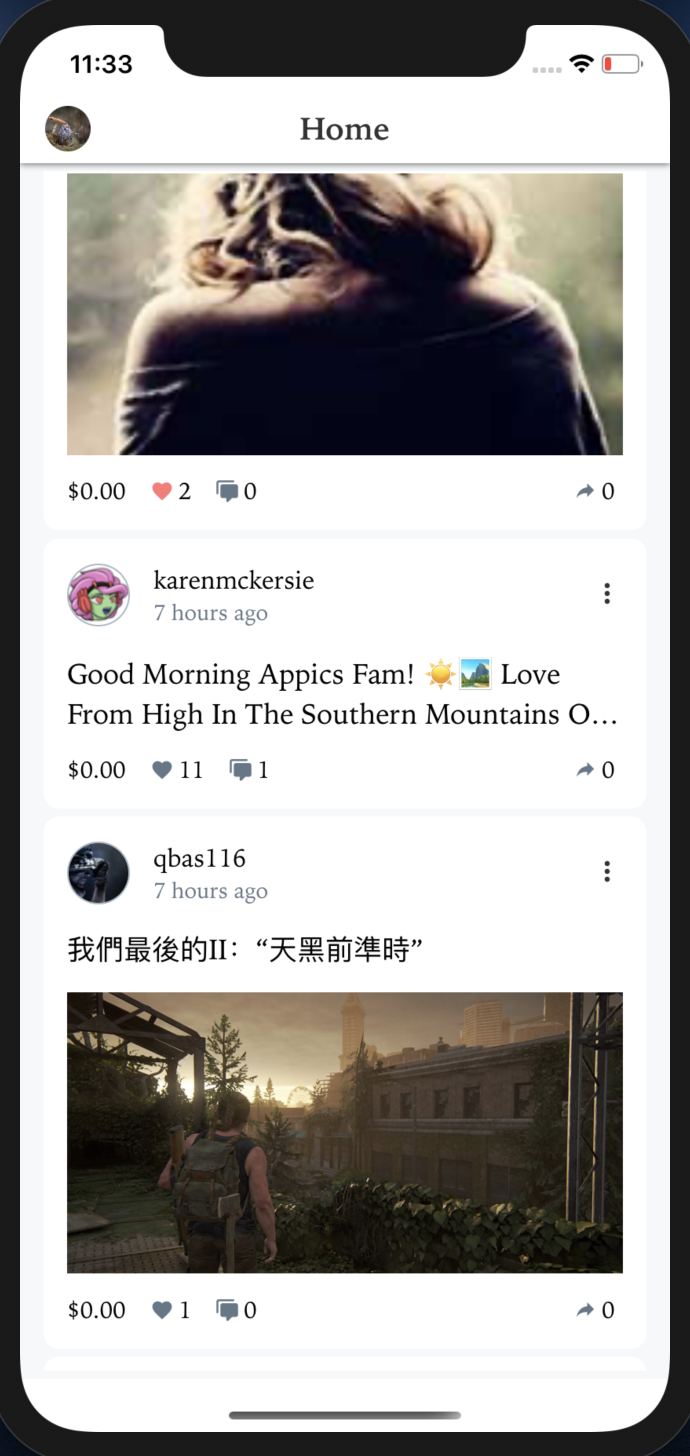 11:33
Home
$0.00 2 0 0
karenmckersie
7 hours ago
Good Morning Appics Fam! ☀️🏞️ Love
From High In The Southern Mountains O...
$0.00 11 1 0
qbas116
7 hours ago
我們最後的II：“天黑前準時”
$0.00 1 0 0